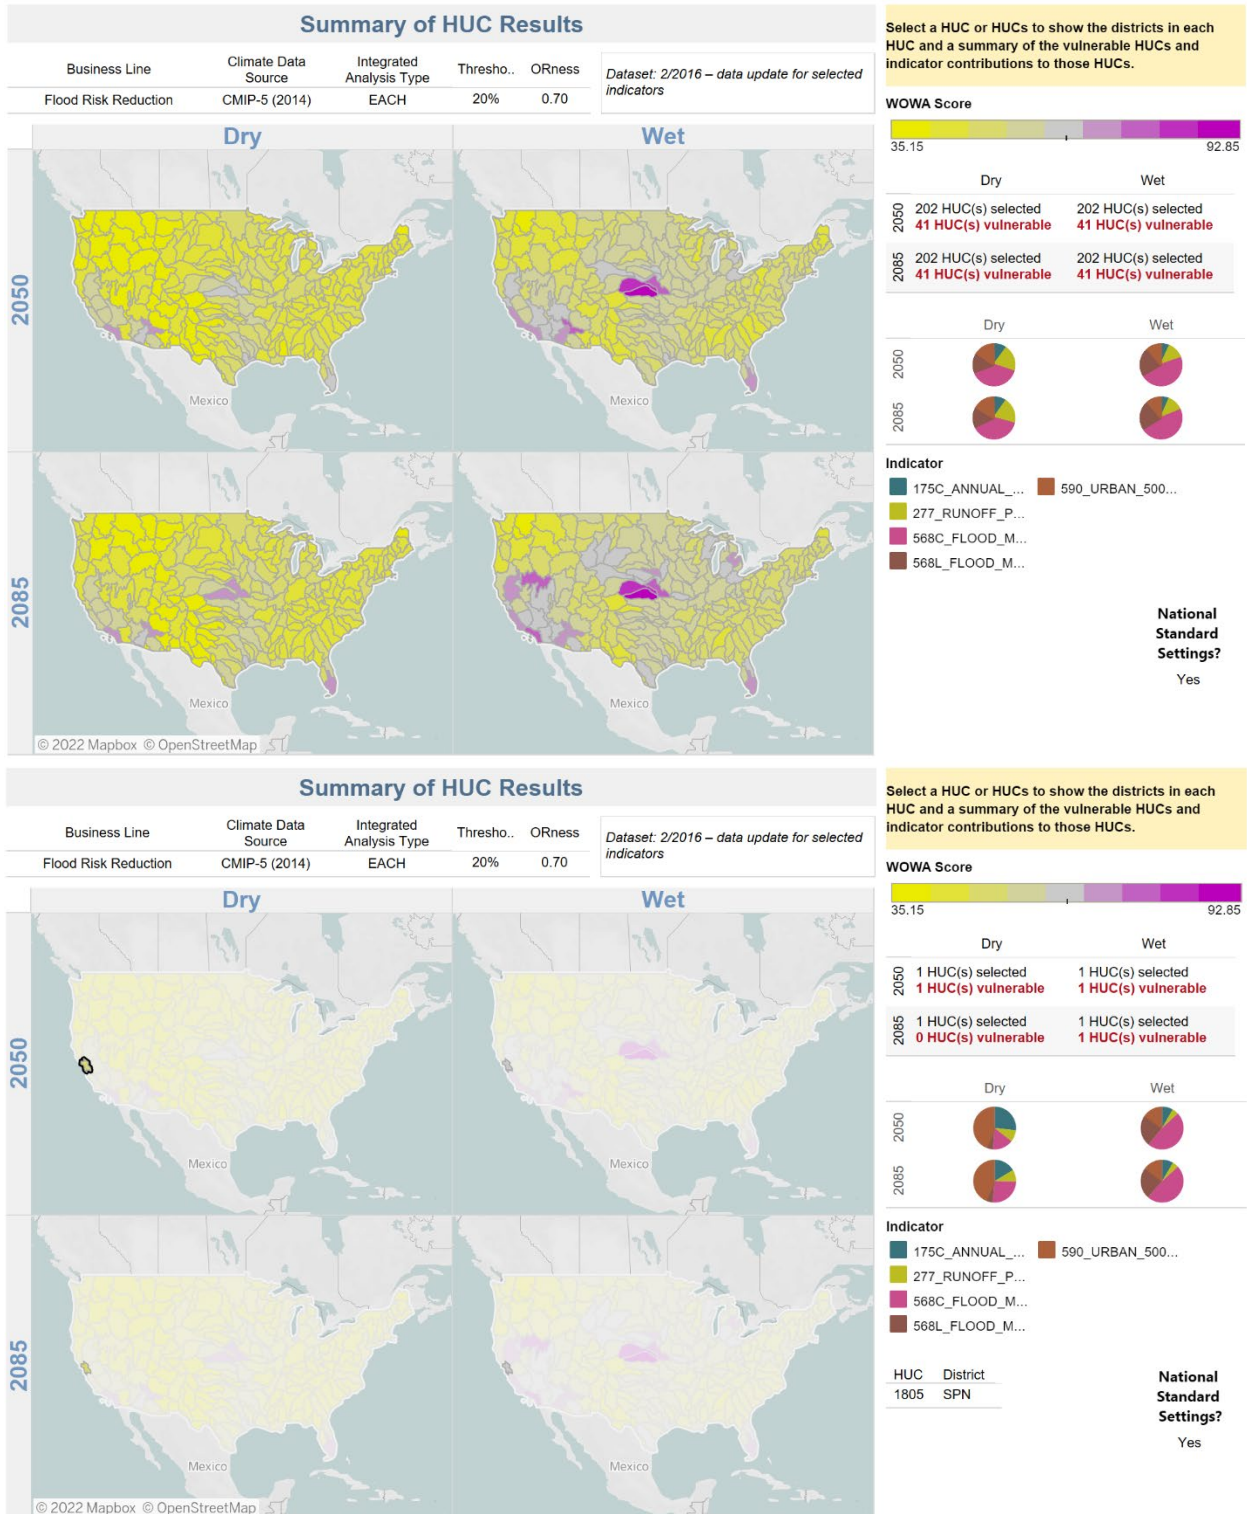 Summary of HUC Results
Business Line
Climate Data
Source
Integrated
Analysis Type
Thresho..
ORness
Flood Risk Reduction
CMIP-5 (2014)
EACH
20%
0.70
Dataset: 2/2016 – data update for selected
indicators
Select a HUC or HUCs to show the districts in each
HUC and a summary of the vulnerable HUCs and
indicator contributions to those HUCs.
WOWA Score
35.15
92.85
Dry
Wet
2050
Mexico
Mexico
2085
Mexico
Mexico
© 2022 Mapbox © OpenStreetMap
Dry
Wet
2050
202 HUC(s) selected
41 HUC(s) vulnerable
202 HUC(s) selected
41 HUC(s) vulnerable
2085
202 HUC(s) selected
41 HUC(s) vulnerable
202 HUC(s) selected
41 HUC(s) vulnerable
Dry
Wet
2050
2085
Indicator
175C_ANNUAL_...
590_URBAN_500...
277_RUNOFF_P...
568C_FLOOD_M...
568L_FLOOD_M...
National
Standard
Settings?
Yes
Summary of HUC Results
Business Line
Climate Data
Source
Integrated
Analysis Type
Thresho..
ORness
Flood Risk Reduction
CMIP-5 (2014)
EACH
20%
0.70
Dataset: 2/2016 – data update for selected
indicators
Select a HUC or HUCs to show the districts in each
HUC and a summary of the vulnerable HUCs and
indicator contributions to those HUCs.
WOWA Score
35.15
92.85
Dry
Wet
2050
Mexico
Mexico
2085
Mexico
Mexico
© 2022 Mapbox © OpenStreetMap
Dry
Wet
2050
1 HUC(s) selected
1 HUC(s) vulnerable
1 HUC(s) selected
1 HUC(s) vulnerable
2085
1 HUC(s) selected
0 HUC(s) vulnerable
1 HUC(s) selected
1 HUC(s) vulnerable
Dry
Wet
2050
2085
Indicator
175C_ANNUAL_...
590_URBAN_500...
277_RUNOFF_P...
568C_FLOOD_M...
568L_FLOOD_M...
HUC
District
1805
SPN
National
Standard
Settings?
Yes